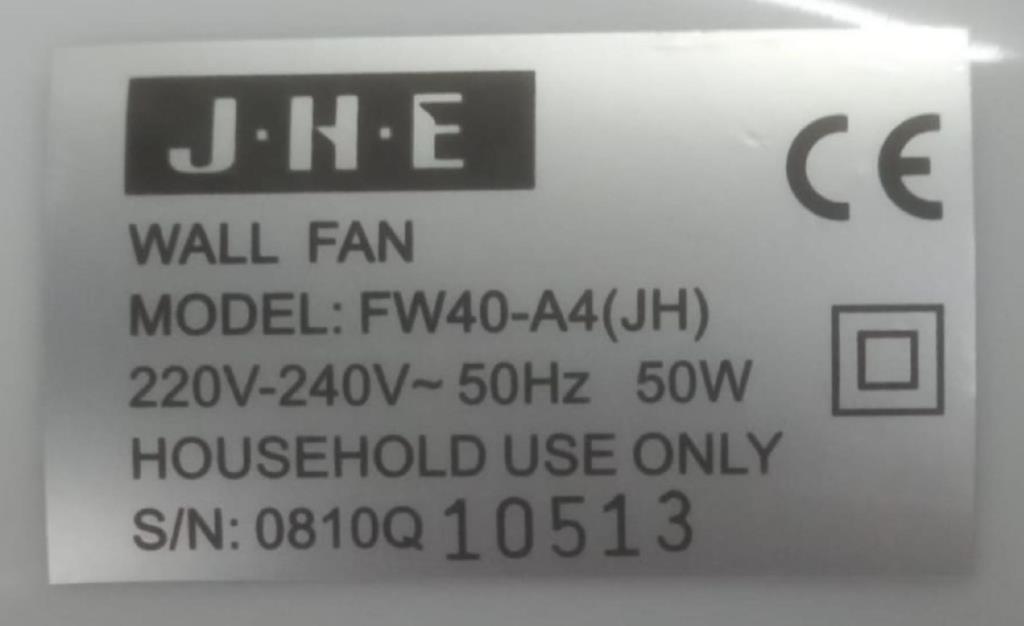 J·H·E
CE
WALL FAN
MODEL: FW40-A4(JH)
220V-240V~ 50Hz 50W
HOUSEHOLD USE ONLY
S/N: 0810Q 10513